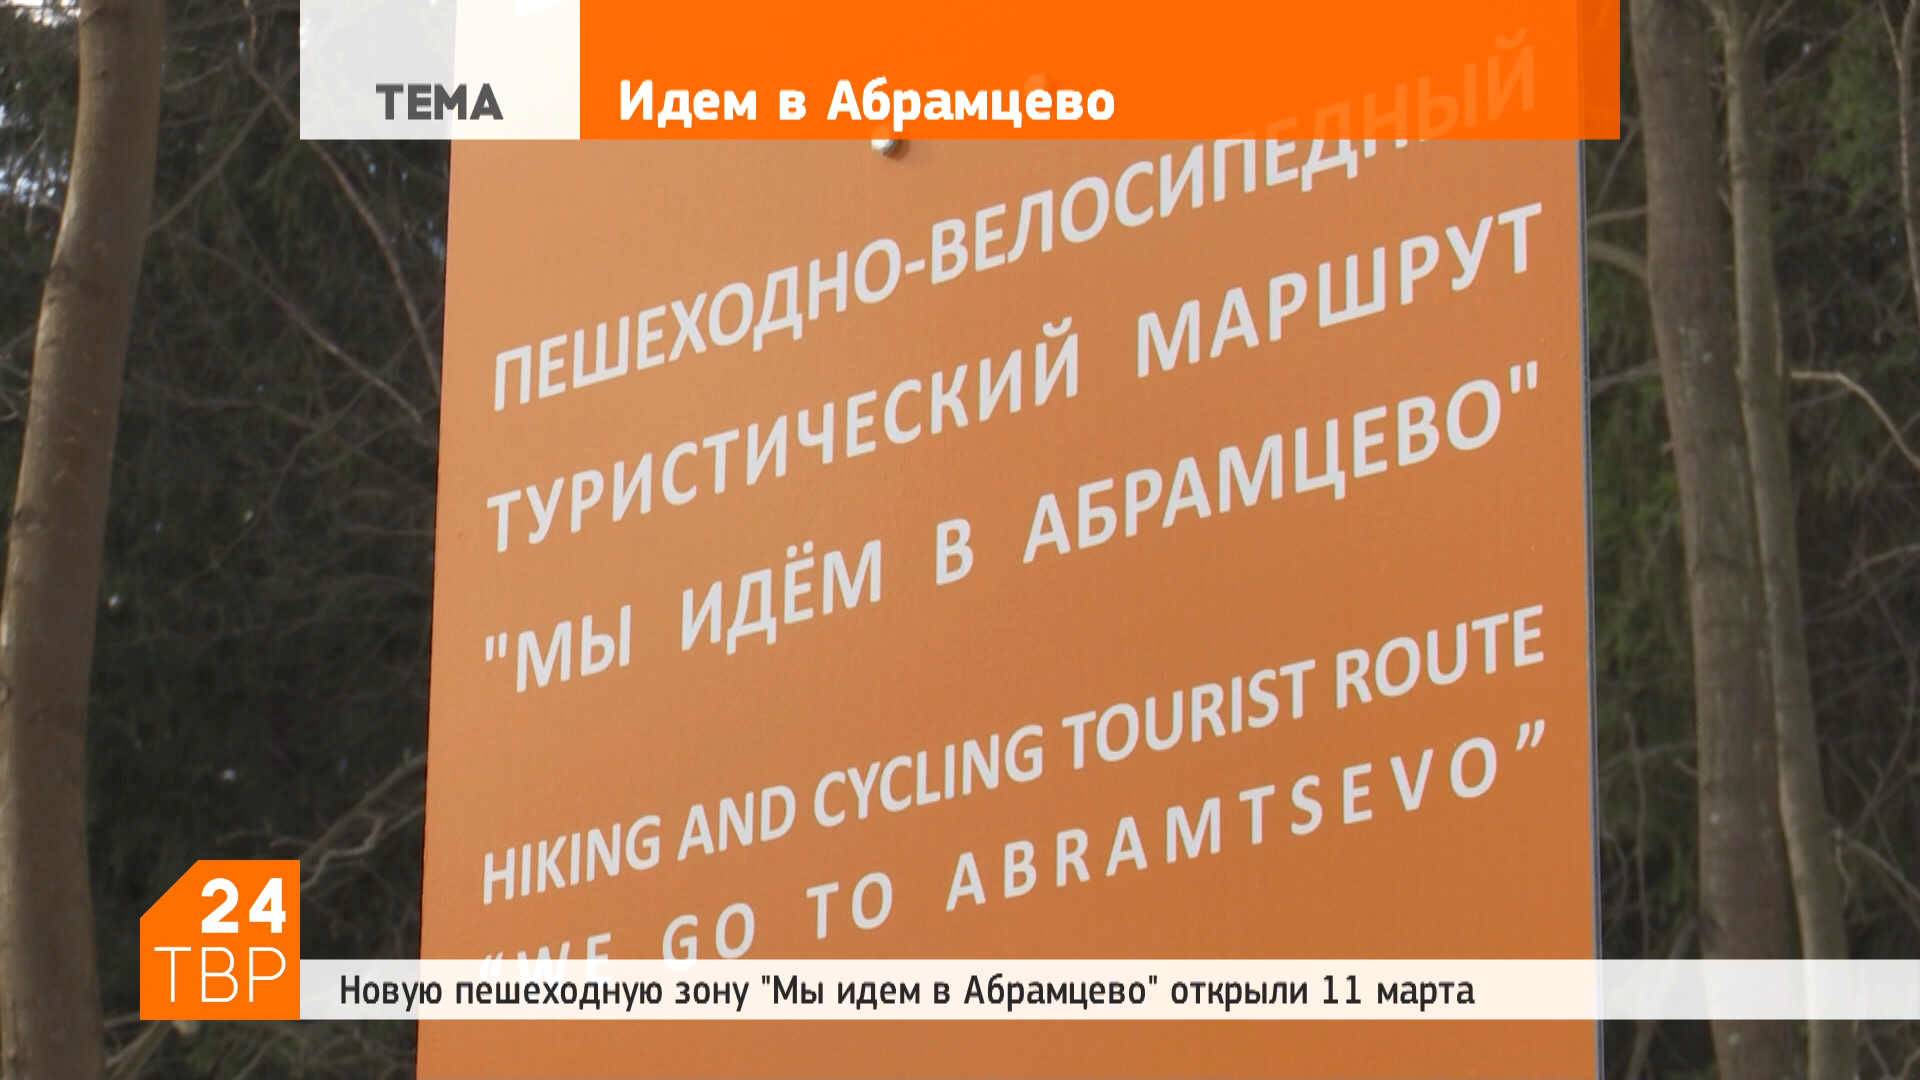 ТЕМА
Идем в Абрамцево
ПЕШЕХОДНО-ВЕЛОСИПЕДНЫЙ
ТУРИСТИЧЕСКИЙ МАРШРУТ
"МЫ ИДЁМ В АБРАМЦЕВО"
HIKING AND CYCLING TOURIST ROUTE
“WE GO TO ABRAMTSEVO”
24
ТВР
Новую пешеходную зону "Мы идем в Абрамцево" открыли 11 марта